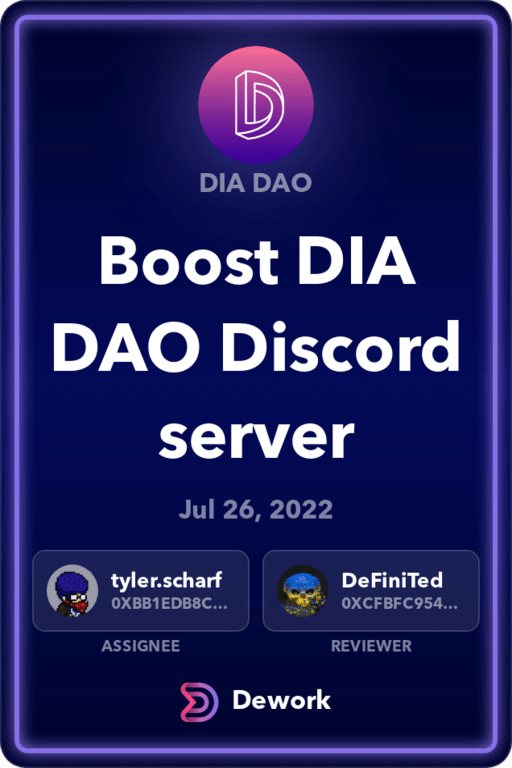 DIA DAO
Boost DIA
DAO Discord
server
Jul 26, 2022
tyler.scharf
0XBB1EDB8C...
ASSIGNEE
DeFiniTed
0XCFBFC954...
REVIEWER
Dework